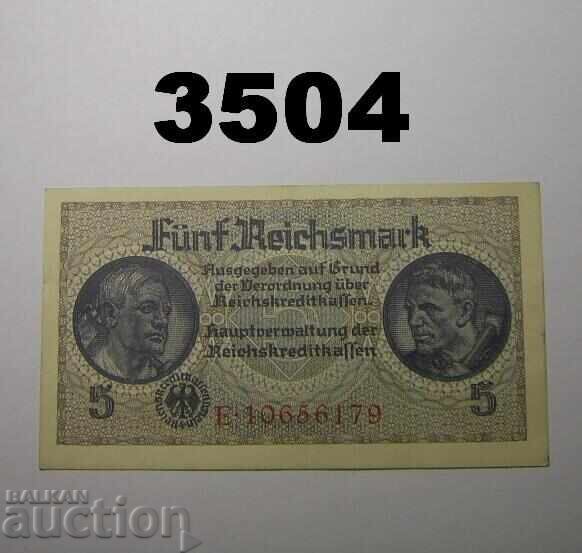 3504
Fünf Reichsmark
Ausgegeben auf Grund
der Verordnung über
Reichskreditkassen.
Hauptverwaltung der
Reichskreditkassen
5
5
E·10656179
BALKAN
auction